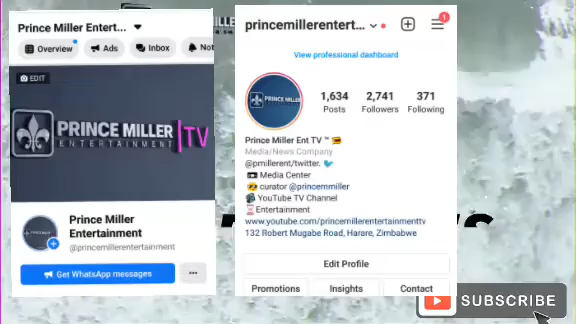 Prince Miller Entert...
Overview
Ads
Inbox
Not
EDIT
PRINCE MILLER TV
ENTERTAINMENT
Prince Miller
Entertainment
@princemillerentertainment
Get WhatsApp messages
princemillerentert...
1
View professional dashboard
PRINCE MILLER
1,634
Posts
2,741
Followers
371
Following
Prince Miller Ent TV ™
Media/News Company
@pmillerent/twitter.
Media Center
curator @princemmiller
YouTube TV Channel
Entertainment
www.youtube.com/princemillerentertainmenttv
132 Robert Mugabe Road, Harare, Zimbabwe
Edit Profile
Promotions
Insights
Contact
SUBSCRIBE